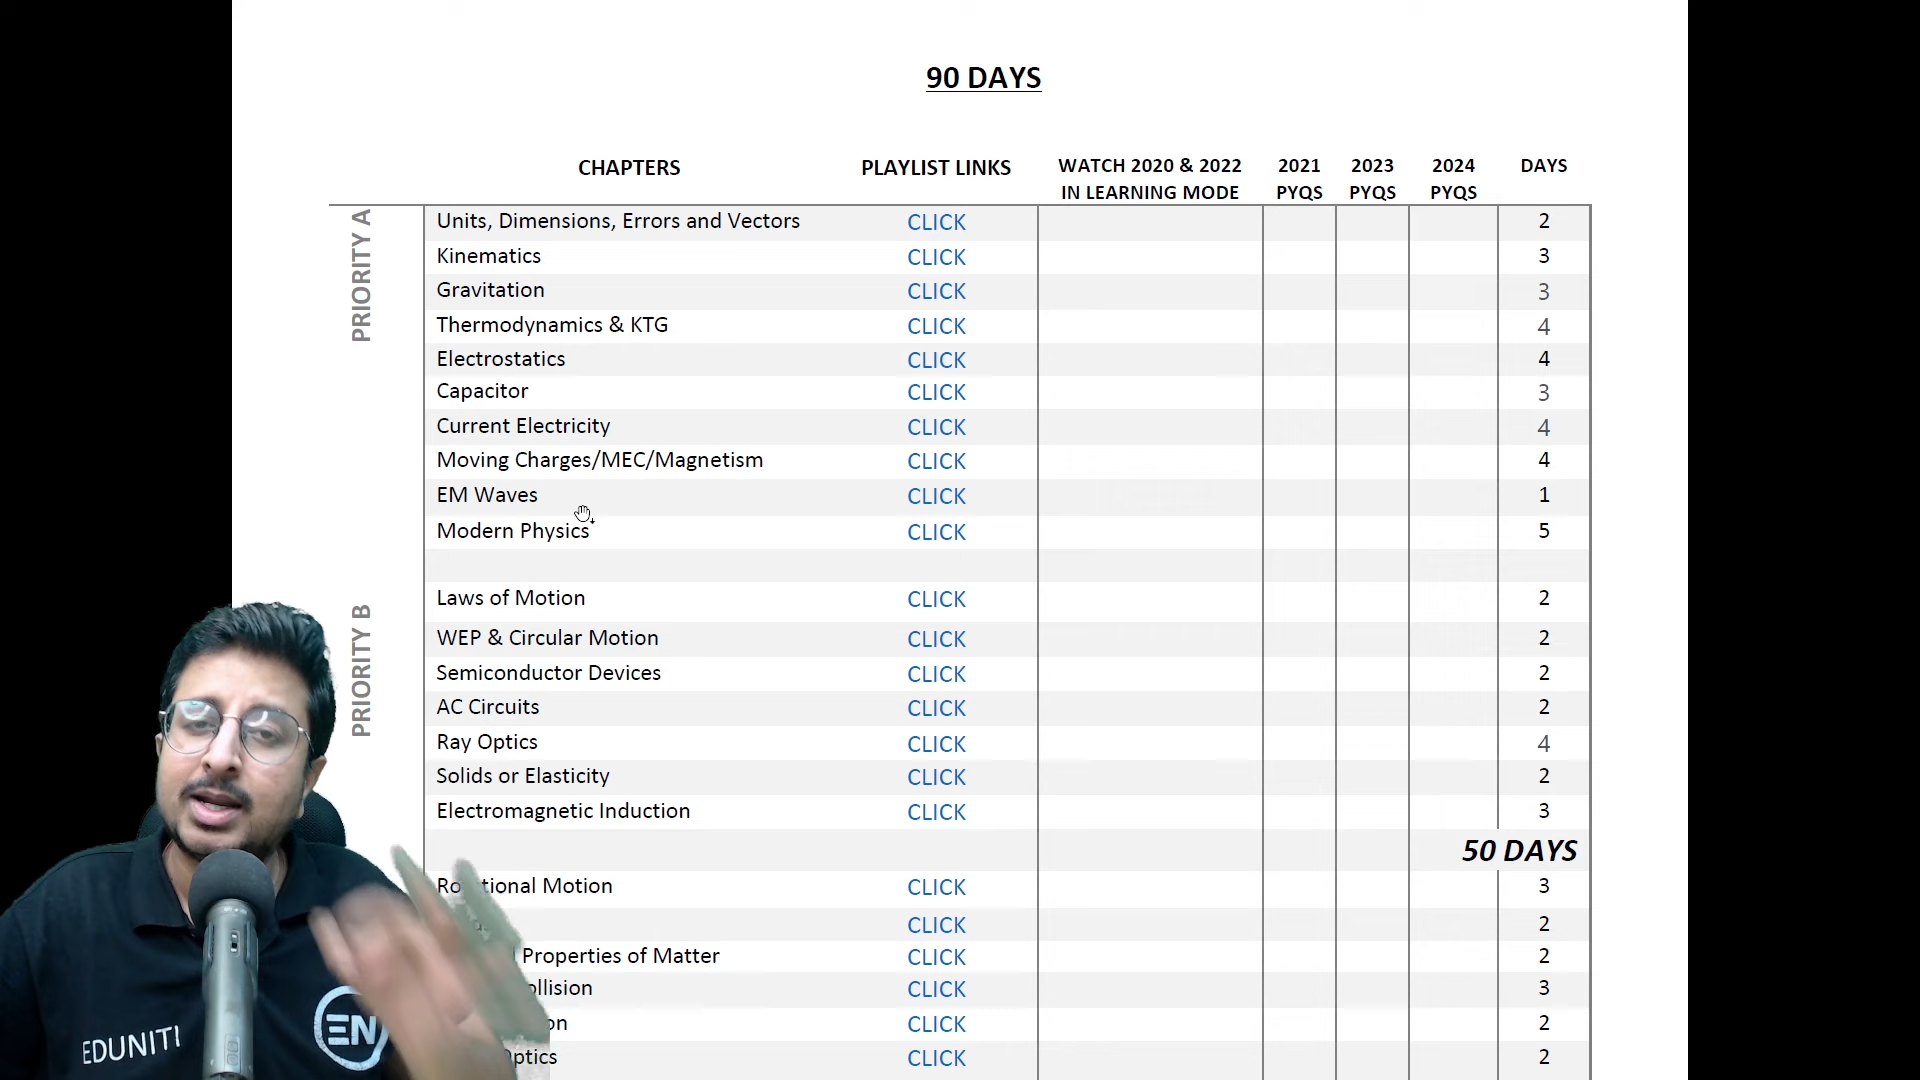 90 DAYS
CHAPTERS PLAYLIST LINKS WATCH 2020 & 2022 IN LEARNING MODE 2021 PYQS 2023 PYQS 2024 PYQS DAYS
PRIORITY A
Units, Dimensions, Errors and Vectors CLICK 2
Kinematics CLICK 3
Gravitation CLICK 3
Thermodynamics & KTG CLICK 4
Electrostatics CLICK 4
Capacitor CLICK 3
Current Electricity CLICK 4
Moving Charges/MEC/Magnetism CLICK 4
EM Waves CLICK 1
Modern Physics CLICK 5
PRIORITY B
Laws of Motion CLICK 2
WEP & Circular Motion CLICK 2
Semiconductor Devices CLICK 2
AC Circuits CLICK 2
Ray Optics CLICK 4
Solids or Elasticity CLICK 2
Electromagnetic Induction CLICK 3
50 DAYS
Motion CLICK 3
CLICK 2
Properties of Matter CLICK 2
CLICK 3
CLICK 2
CLICK 2
EDUNITI
EN